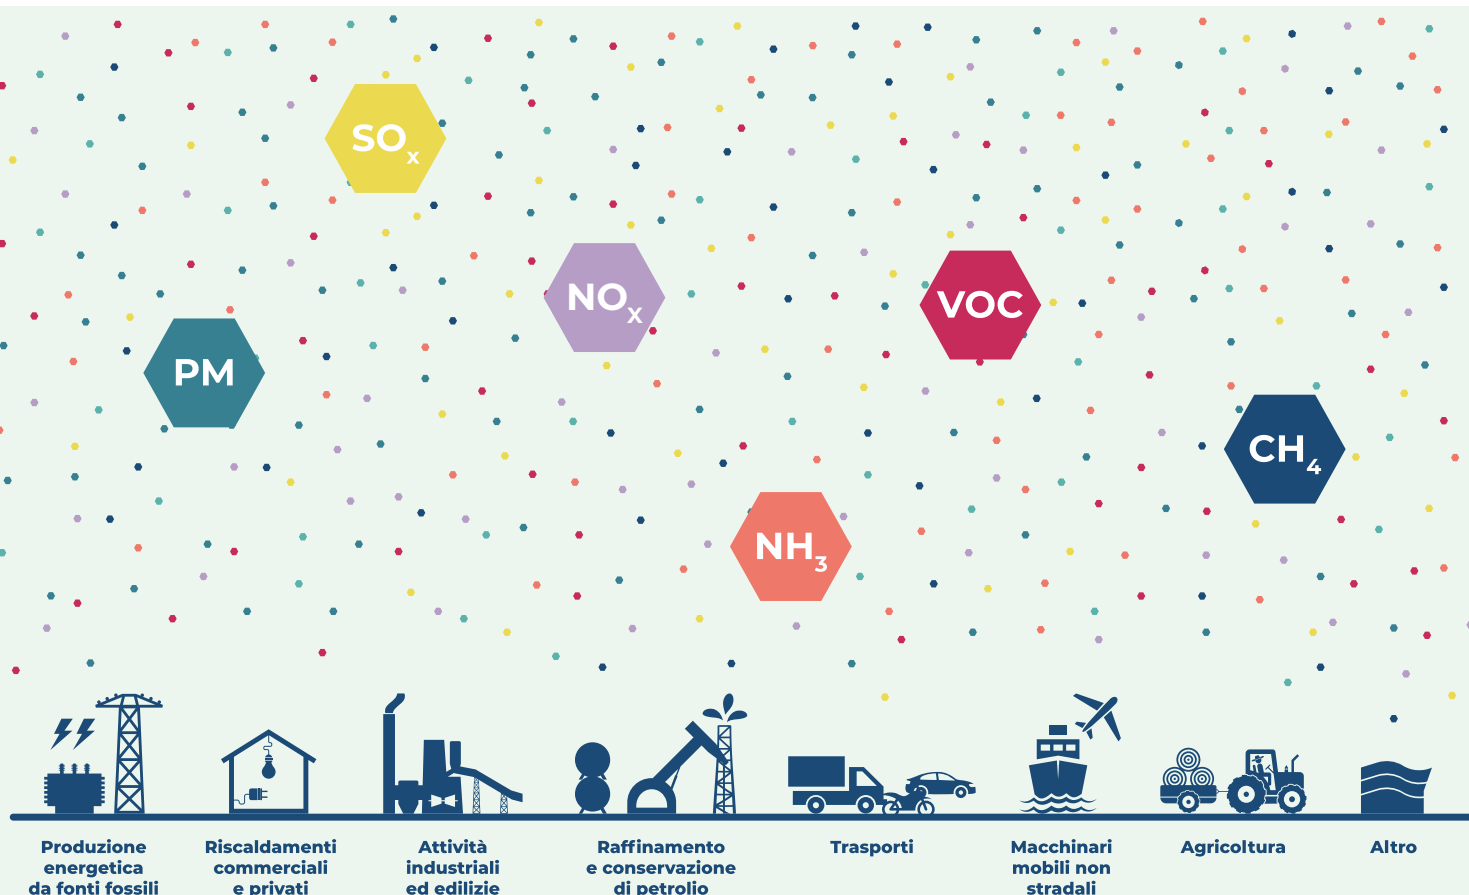 SOx
NOx
VOC
PM
CH4
NH3
Produzione
energetica
da fonti fossili
Riscaldamenti
commerciali
e privati
Attività
industriali
ed edilizie
Raffinamento
e conservazione
di petrolio
Trasporti
Macchinari
mobili non
stradali
Agricoltura
Altro